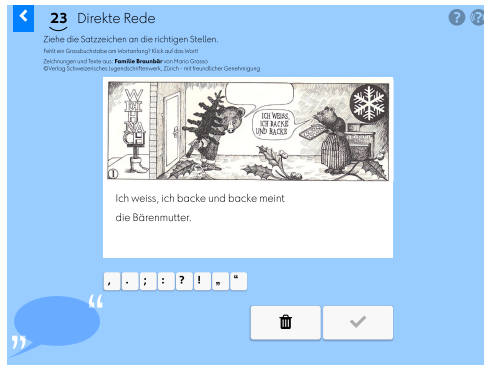 23 Direkte Rede
Ziehe die Satzzeichen an die richtigen Stellen.
Fehlt ein Grossbuchstabe am Wortanfang? Klick auf das Wort!
Zeichnungen und Texte aus: Familie Braunbär von Mario Grasso
©Verlag Schweizerisches Jugendschriftenwerk, Zürich - mit freundlicher Genehmigung
WEIHNACH
ICH WEISS,
ICH BACKE
UND BACKE
1
Ich weiss, ich backe und backe meint
die Bärenmutter.
, . ; : ? ! „ “